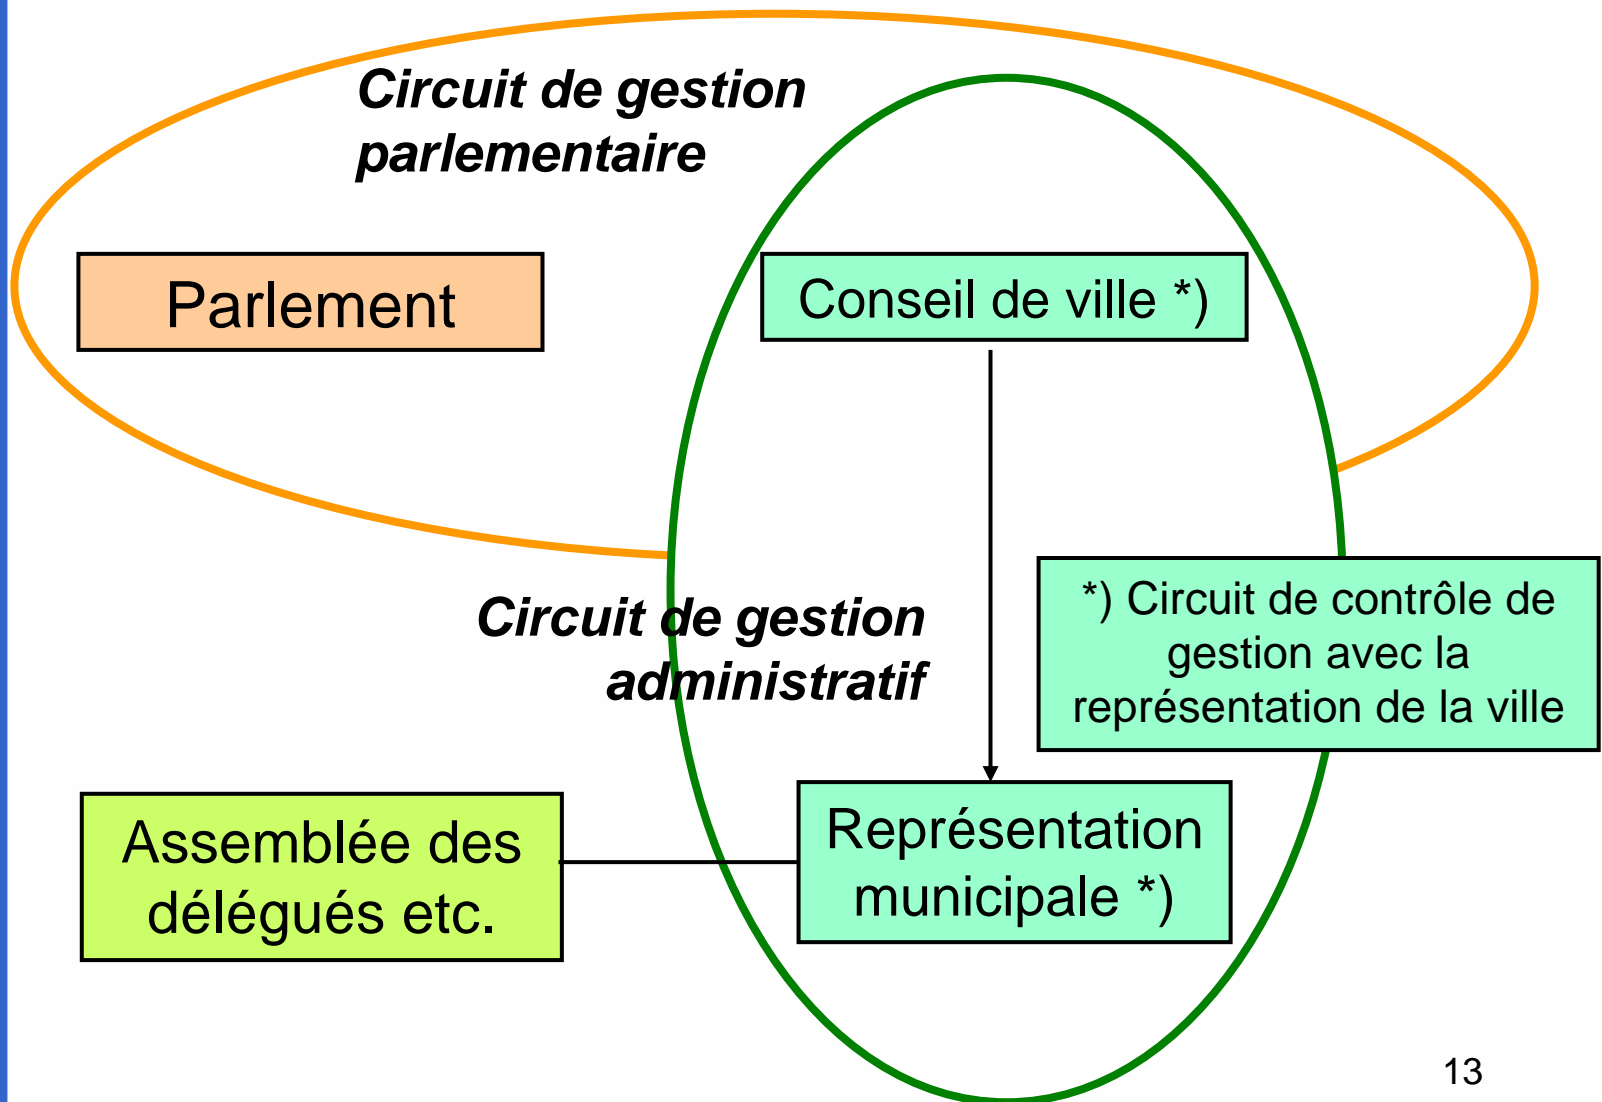 Circuit de gestion
parlementaire
Parlement
Conseil de ville *)
Circuit de gestion
administratif
*) Circuit de contrôle de
gestion avec la
représentation de la ville
Assemblée des
délégués etc.
Représentation
municipale *)
13